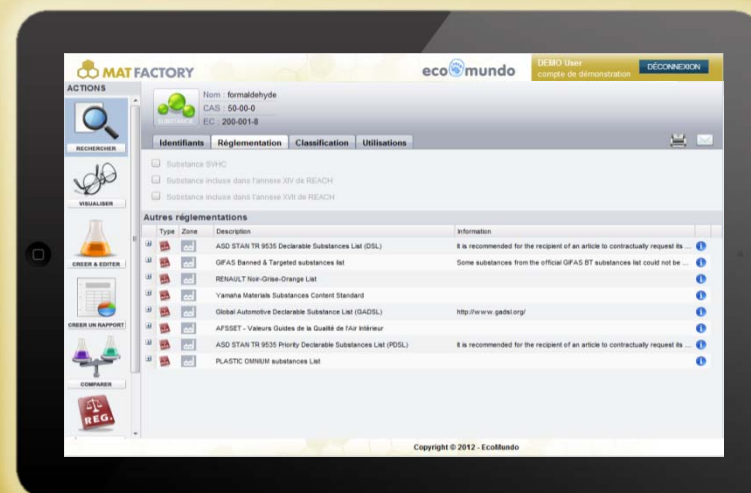 MAT FACTORY
ecomundo
DEMO User
compte de démonstration
DÉCONNEXION
ACTIONS
RECHERCHER
VISUALISER
CREER & EDITER
CREER UN RAPPORT
COMPARER
REG.
SUBSTANCE
Nom : formaldehyde
CAS : 50-00-0
EC : 200-001-8
Identifiants Réglementation Classification Utilisations
Substance SVHC
Substance incluse dans l'annexe XIV de REACH
Substance incluse dans l'annexe XVII de REACH
Autres réglementations
Type Zone Description Information
ASD STAN TR 9535 Declarable Substances List (DSL) It is recommended for the recipient of an article to contractually request its ...
GIFAS Banned & Targeted substances list Some substances from the official GIFAS BT substances list could not be ...
RENAULT Noir-Grise-Orange List
Yamaha Materials Substances Content Standard
Global Automotive Declarable Substance List (GADSL) http://www.gadsl.org/
AFSSET - Valeurs Guides de la Qualité de l'Air Intérieur
ASD STAN TR 9535 Priority Declarable Substances List (PDSL) It is recommended for the recipient of an article to contractually request its ...
PLASTIC OMNIUM substances List
Copyright © 2012 - EcoMundo